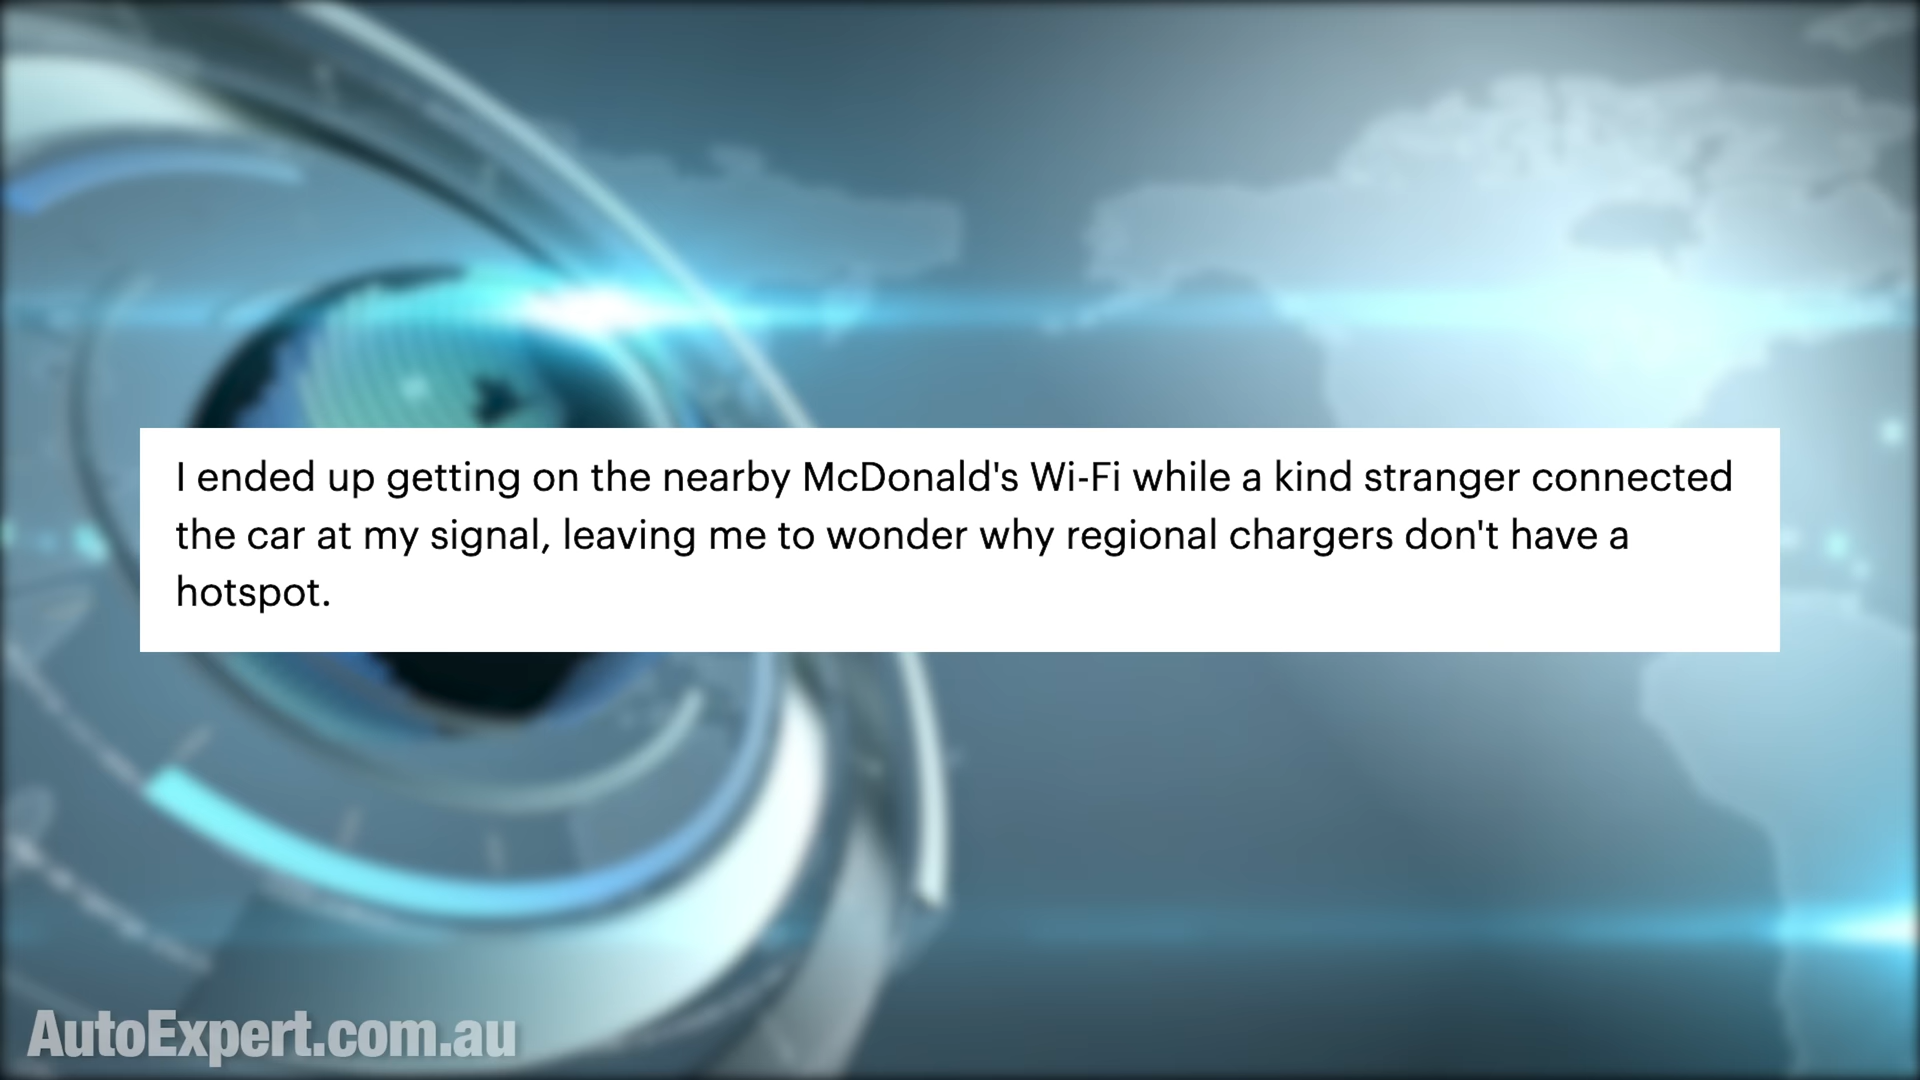 I ended up getting on the nearby McDonald's Wi-Fi while a kind stranger connected
the car at my signal, leaving me to wonder why regional chargers don't have a
hotspot.
AutoExpert.com.au